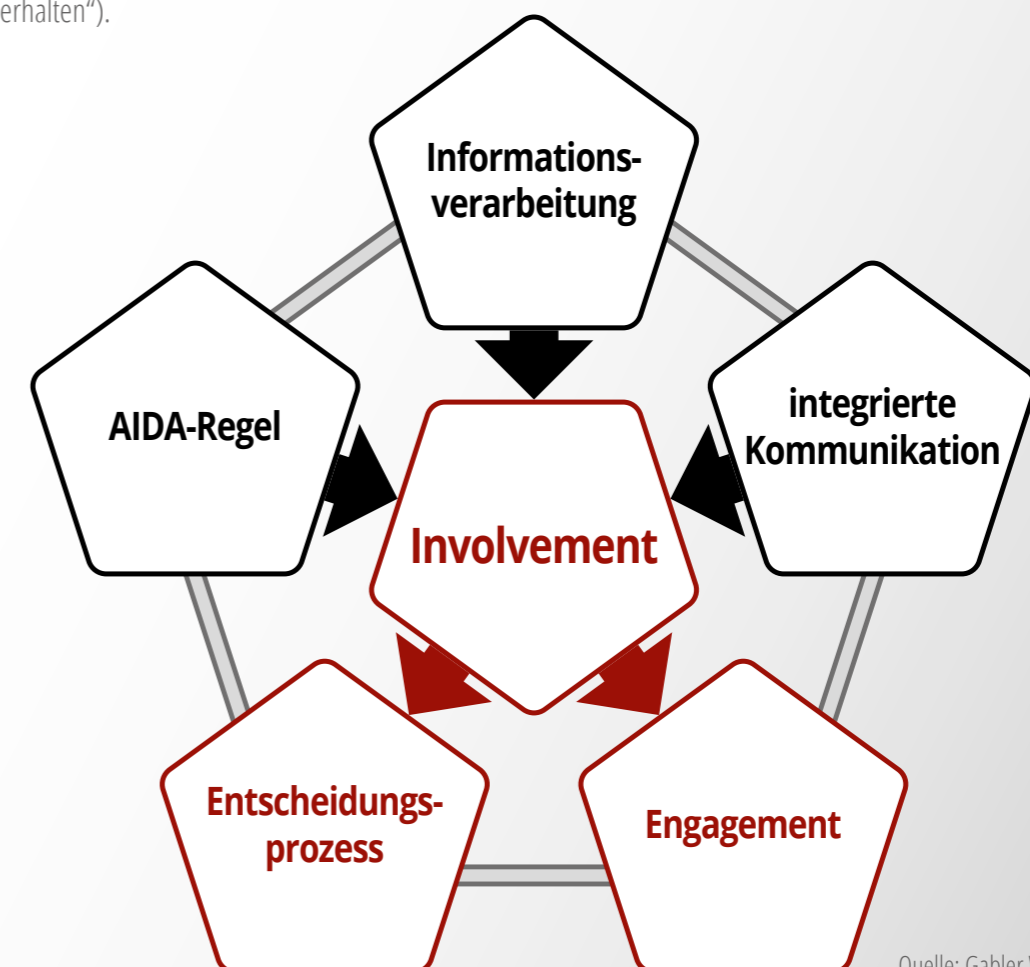 erhalten“).
Informations-
verarbeitung
AIDA-Regel
integrierte
Kommunikation
Involvement
Entscheidungs-
prozess
Engagement
Quelle: Gabler